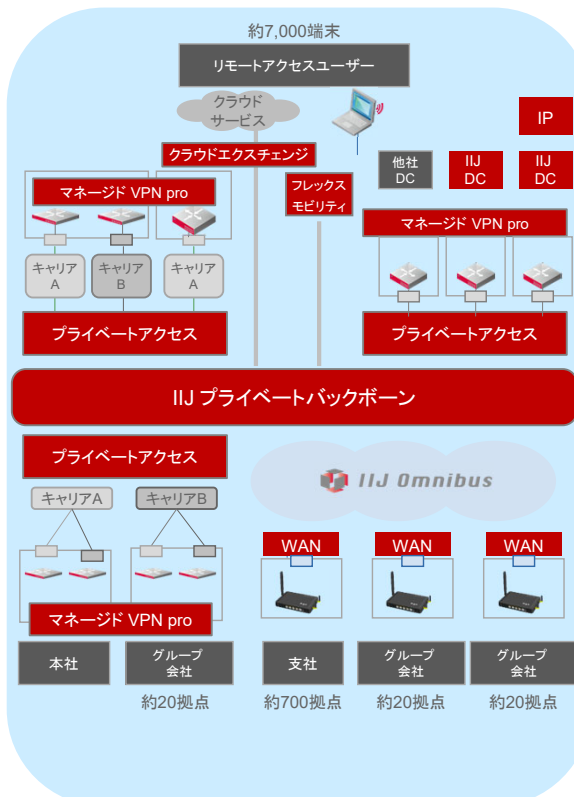 約7,000端末
リモートアクセスユーザー
クラウド
サービス
クラウドエクスチェンジ
フレックス
モビリティ
IP
他社
DC
IIJ
DC
IIJ
DC
マネージド VPN pro
マネージド VPN pro
キャリア
A
キャリア
B
キャリア
A
プライベートアクセス
プライベートアクセス
IIJ プライベートバックボーン
プライベートアクセス
キャリアA
キャリアB
IIJ Omnibus
WAN
WAN
WAN
マネージド VPN pro
本社
グループ
会社
支社
グループ
会社
グループ
会社
約20拠点
約700拠点
約20拠点
約20拠点